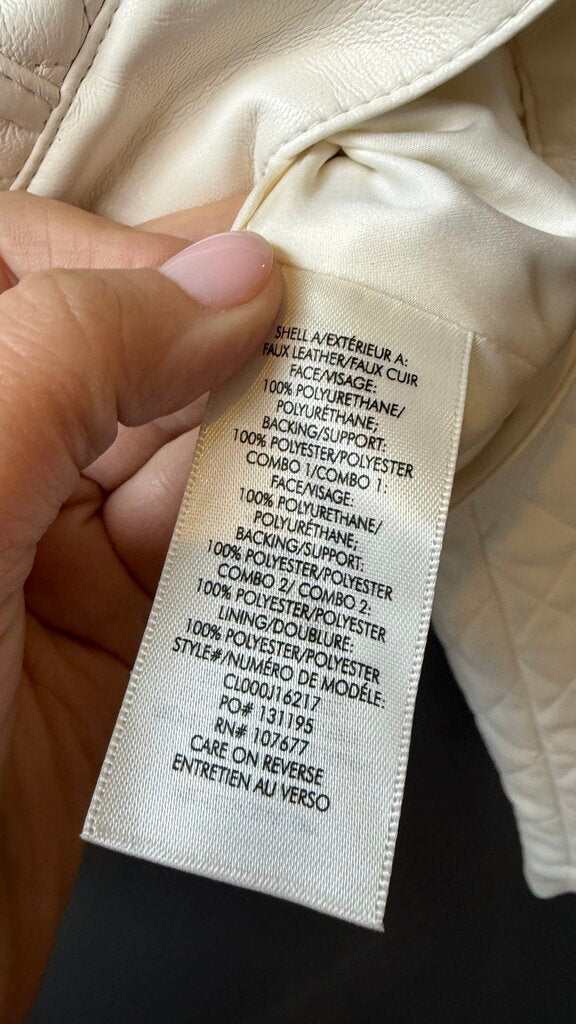 SHELL A/EXTÉRIEUR A:
FAUX LEATHER/FAUX CUIR
FACE/VISAGE:
100% POLYURETHANE/
POLYURÉTHANE;
BACKING/SUPPORT:
100% POLYESTER/POLYESTER
COMBO 1/COMBO 1:
FACE/VISAGE:
100% POLYURETHANE/
POLYURÉTHANE;
BACKING/SUPPORT:
100% POLYESTER/POLYESTER
COMBO 2/ COMBO 2:
100% POLYESTER/POLYESTER
LINING/DOUBLURE:
100% POLYESTER/POLYESTER
STYLE#/NUMÉRO DE MODÈLE:
CL000J16217
PO# 131195
RN# 107677
CARE ON REVERSE
ENTRETIEN AU VERSO